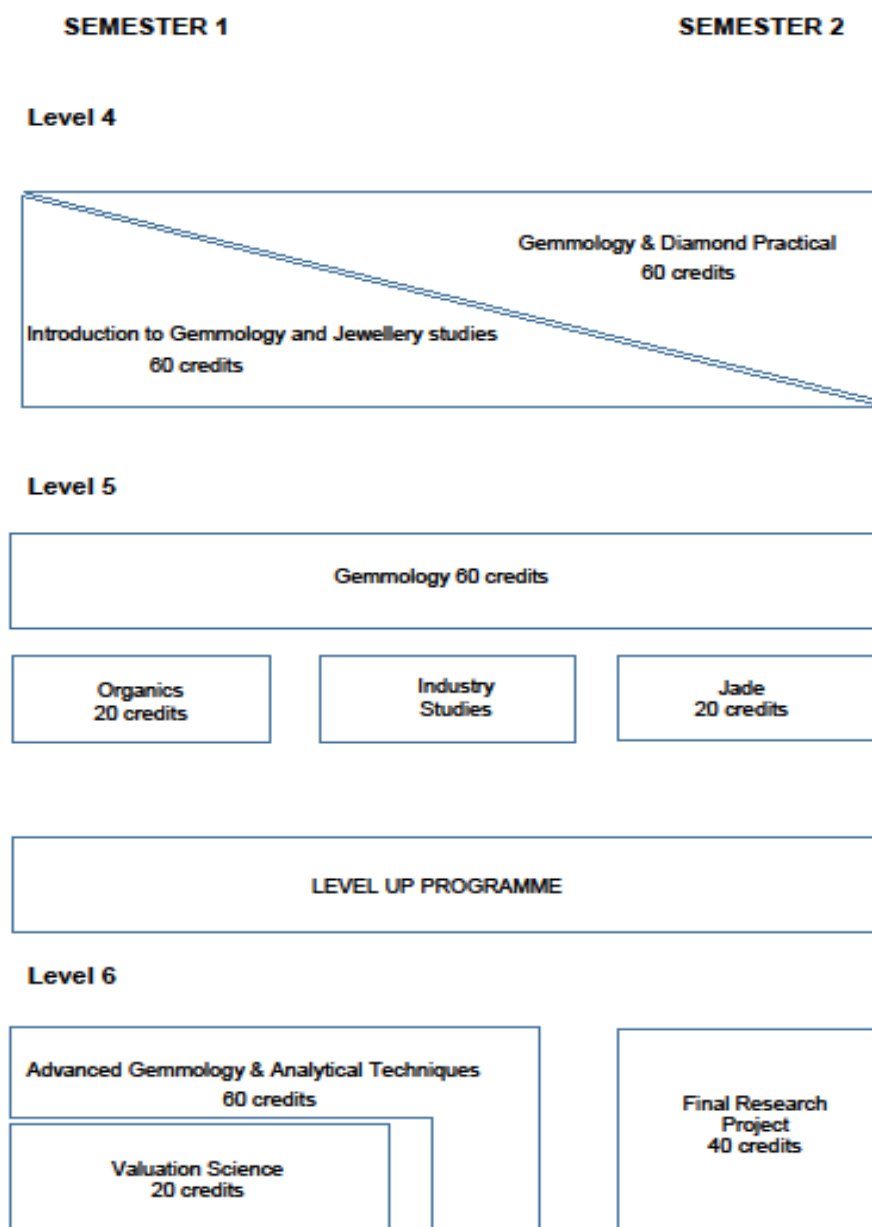 SEMESTER 1
SEMESTER 2
Level 4
Gemmology & Diamond Practical
60 credits
Introduction to Gemmology and Jewellery studies
60 credits
Level 5
Gemmology 60 credits
Organics
20 credits
Industry
Studies
Jade
20 credits
LEVEL UP PROGRAMME
Level 6
Advanced Gemmology & Analytical Techniques
60 credits
Valuation Science
20 credits
Final Research
Project
40 credits